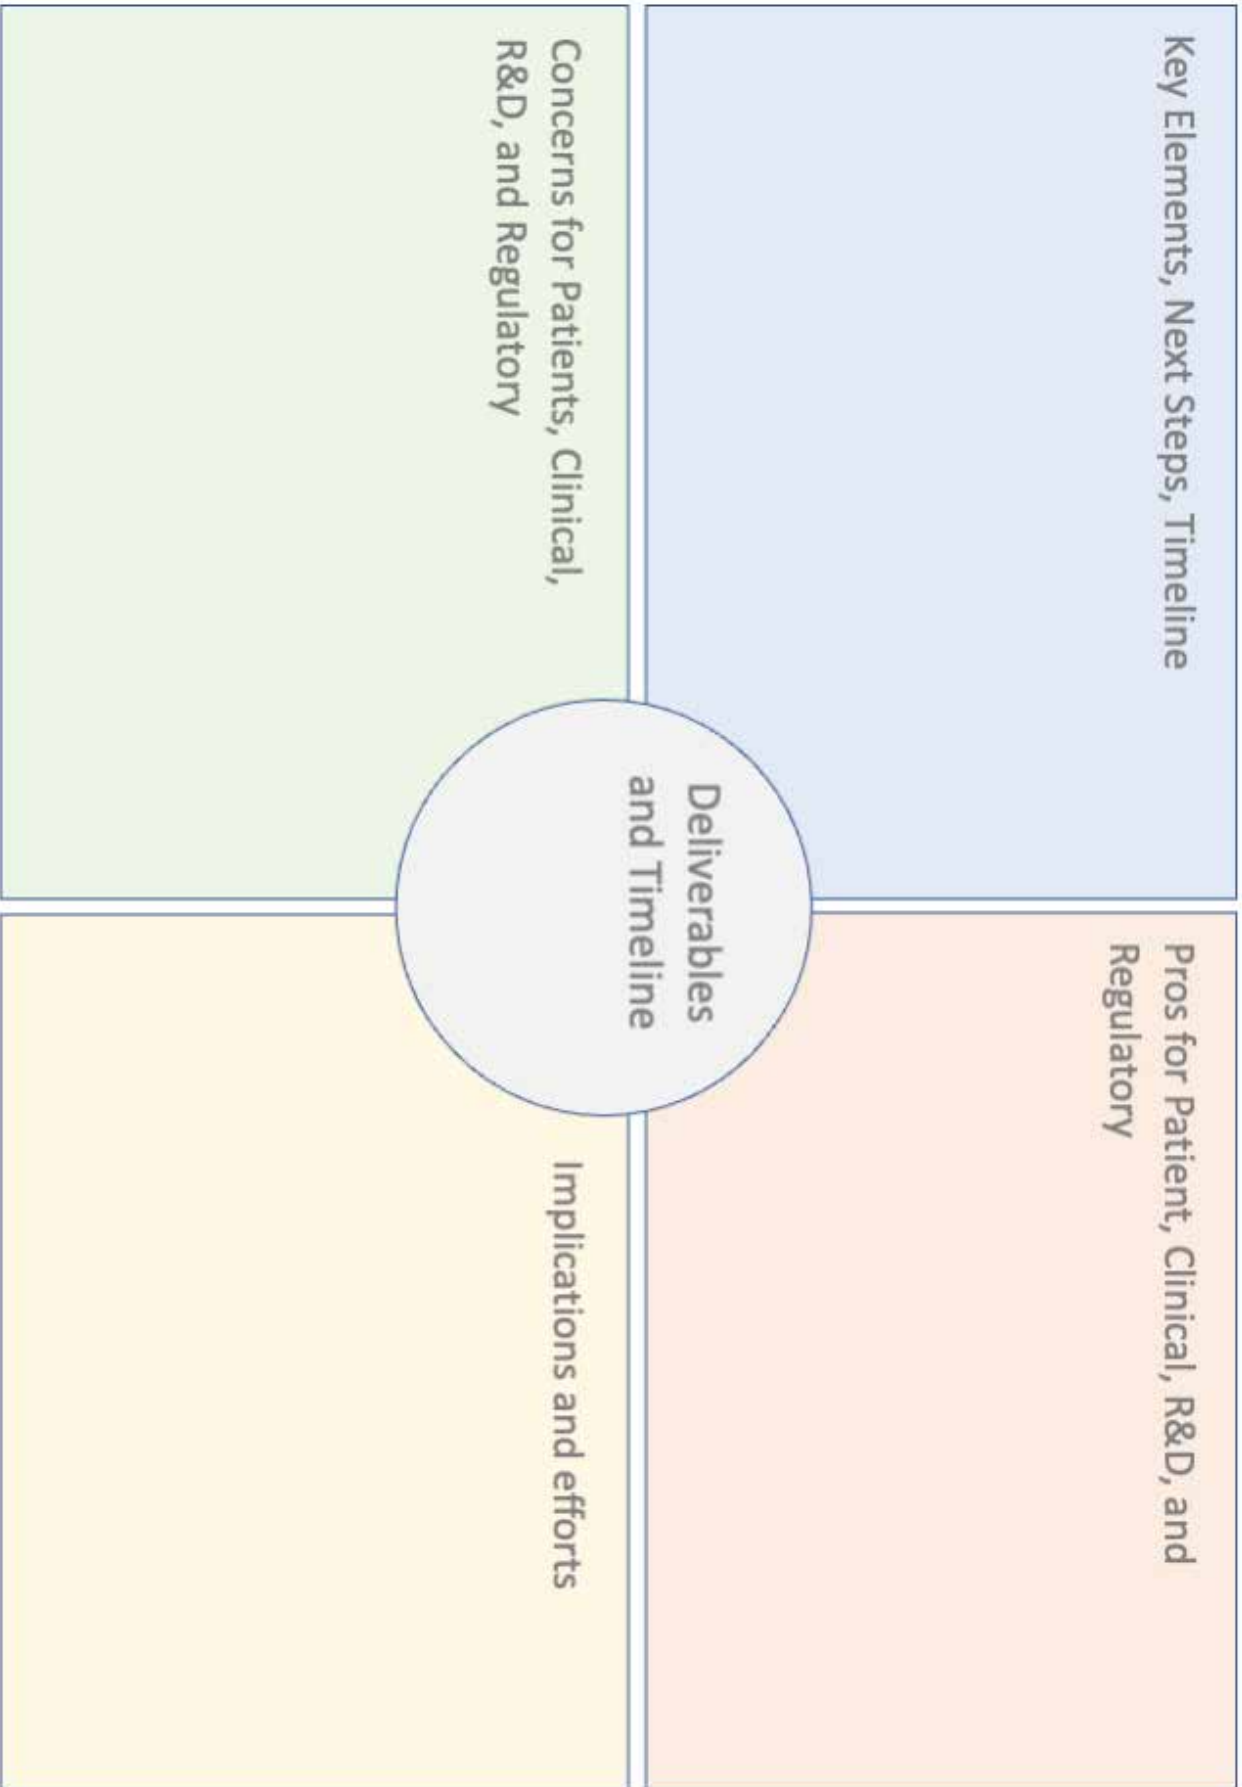 Key Elements, Next Steps, Timeline
Pros for Patient, Clinical, R&D, and
Regulatory
Deliverables
and Timeline
Concerns for Patients, Clinical,
R&D, and Regulatory
Implications and efforts